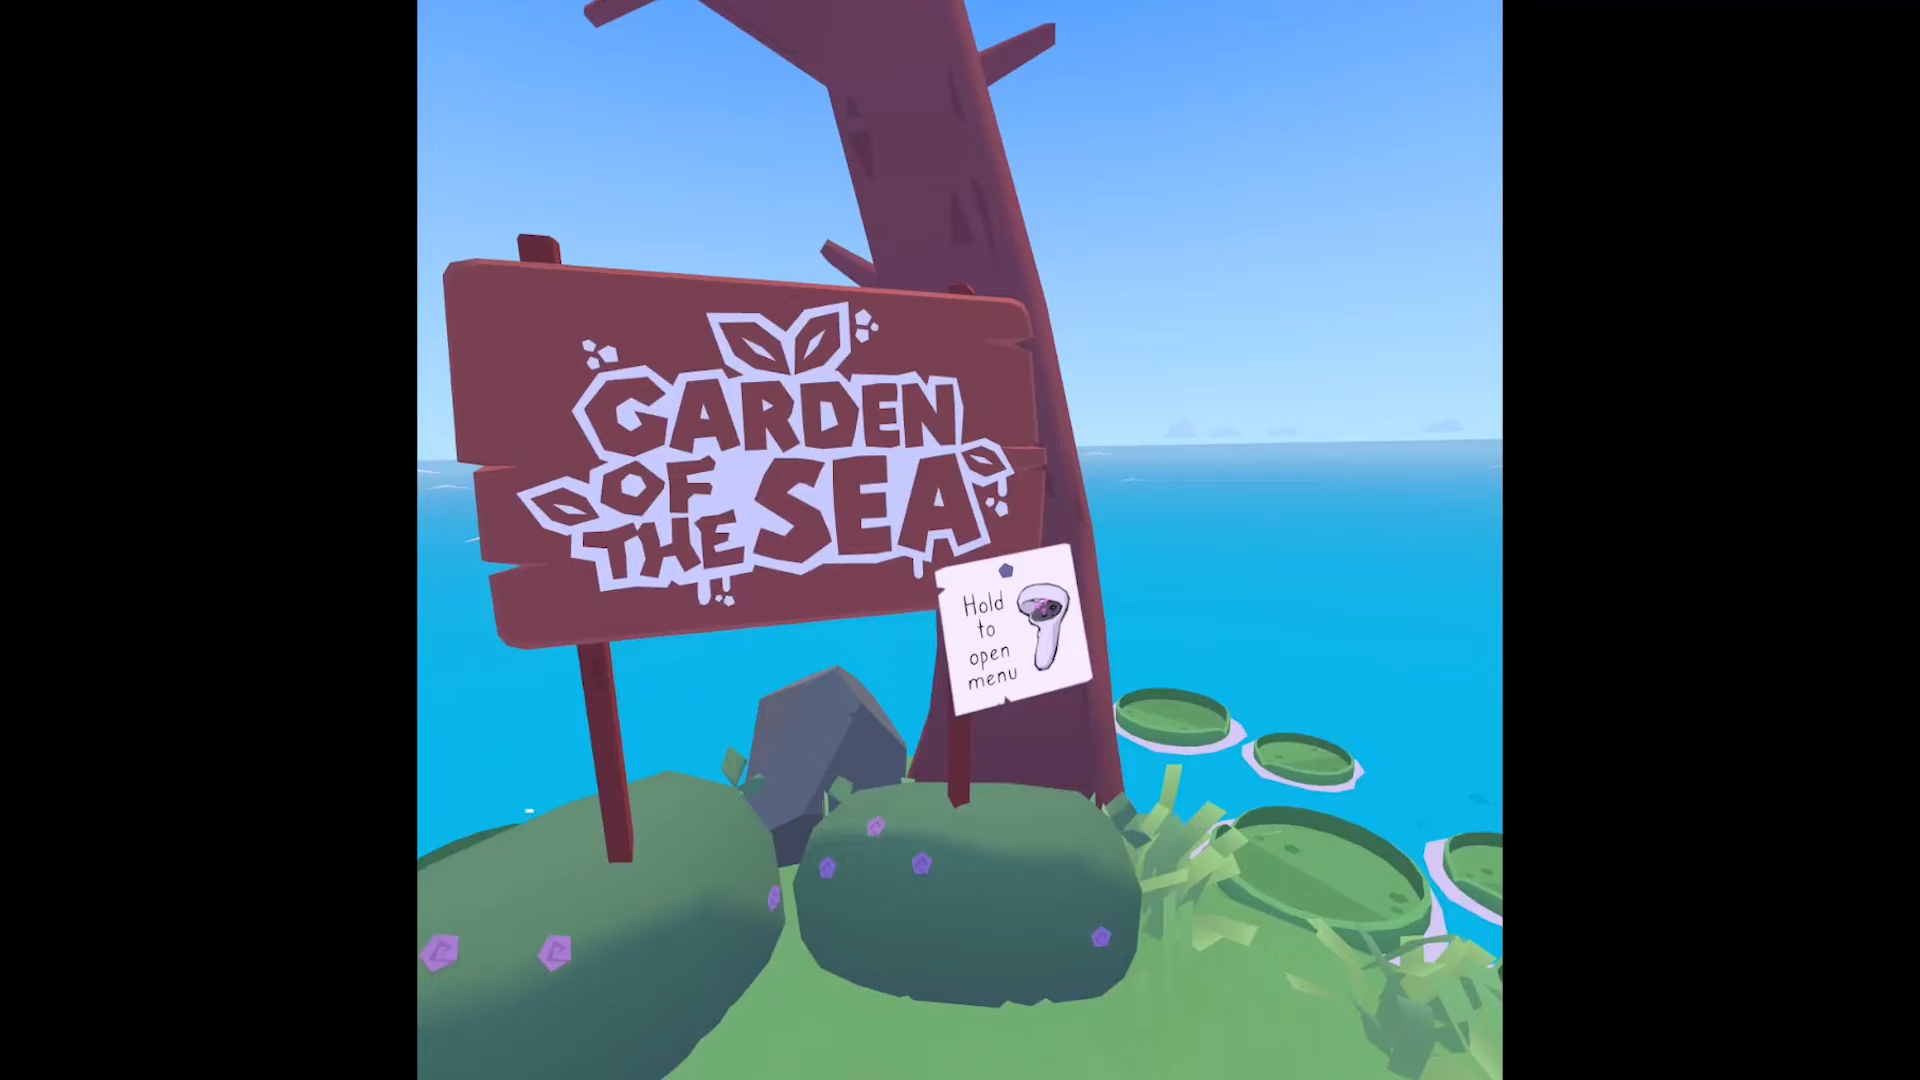 GARDEN
OF
THE SEA
Hold
to
open
menu